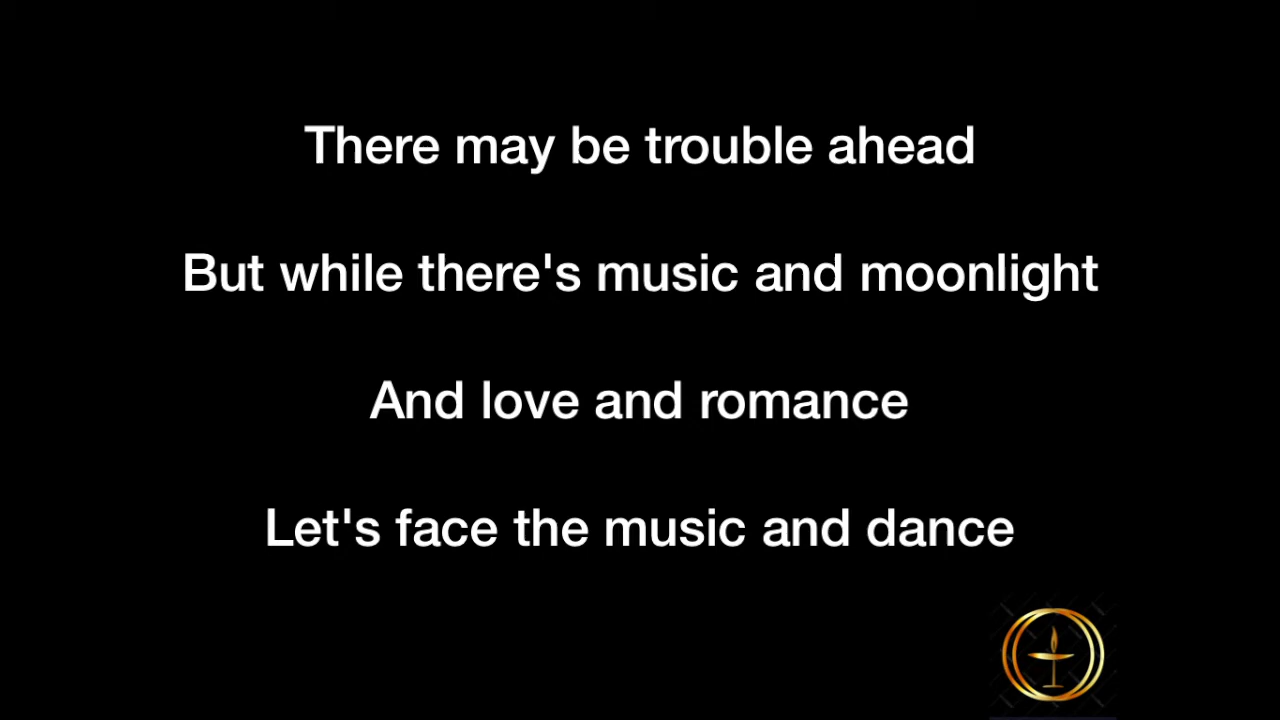 There may be trouble ahead
But while there's music and moonlight
And love and romance
Let's face the music and dance